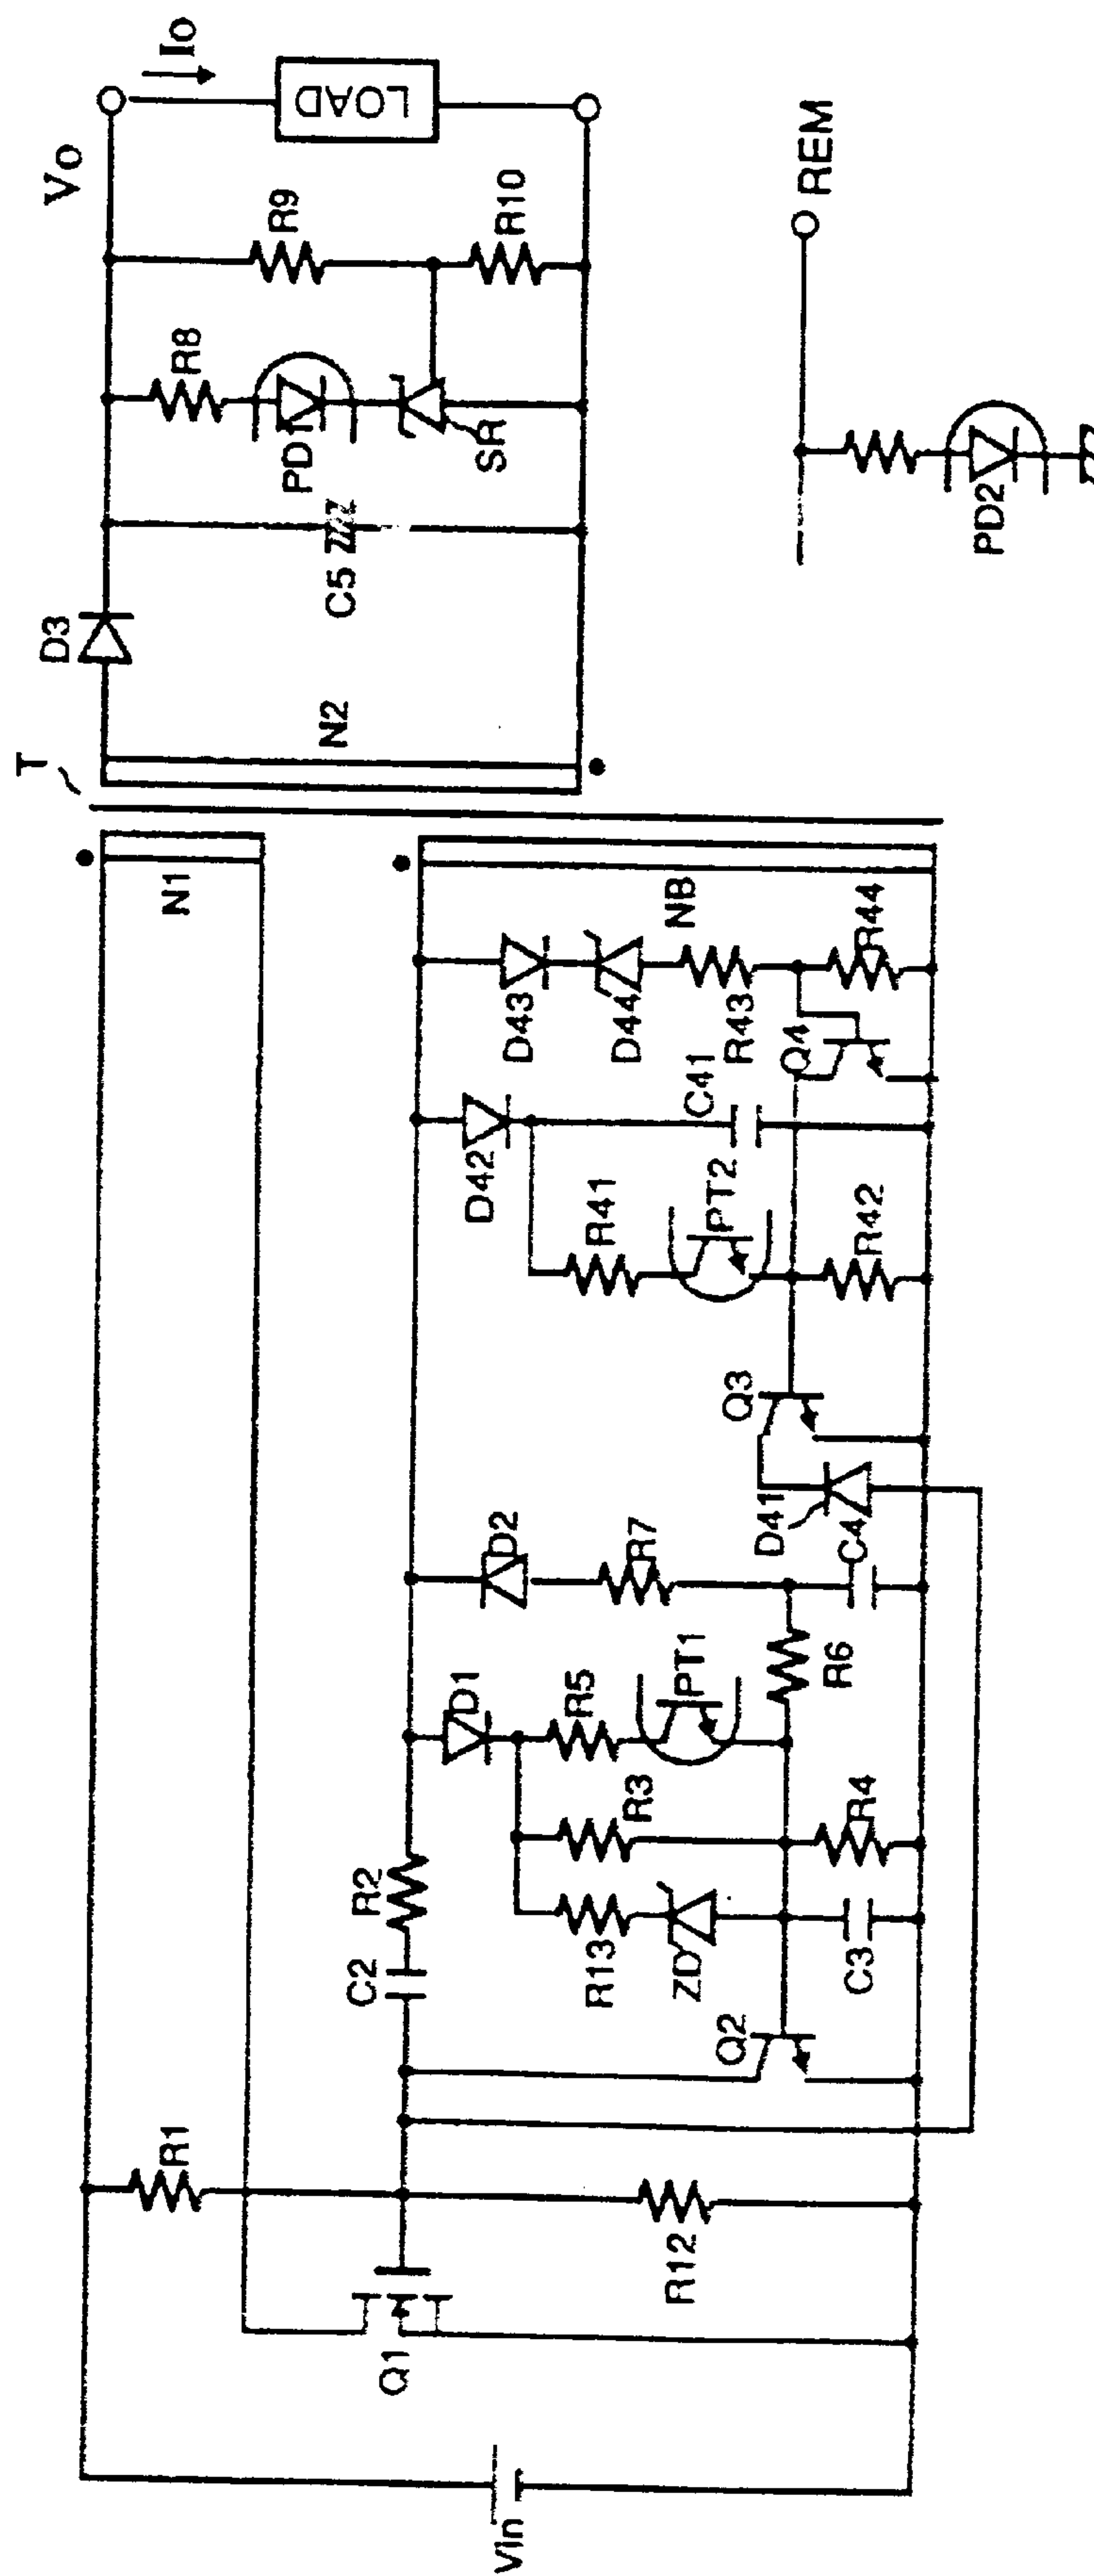 Vin
Q1
R1
R12
C2
R2
Q2
R13
ZD
C3
R3
R4
D1
R5
PT1
R6
D2
R7
C4
D41
Q3
D42
R41
PT2
R42
C41
D43
D44
R43
Q4
R44
NB
N1
T
N2
D3
C5
R8
PD1
SR
R9
R10
Vo
Io
LOAD
REM
PD2